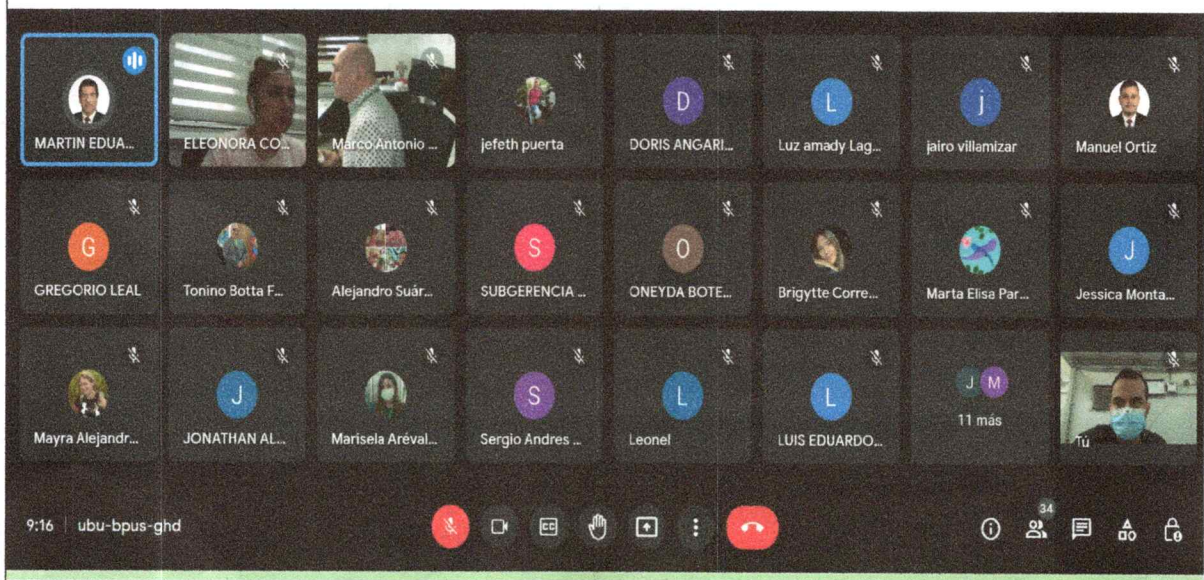 MARTIN EDUA...
ELEONORA CO...
Marco Antonio ...
jefeth puerta
D
DORIS ANGARI...
L
Luz amady Lag...
j
jairo villamizar
Manuel Ortiz
G
GREGORIO LEAL
Tonino Botta F...
Alejandro Suár...
S
SUBGERENCIA ...
O
ONEYDA BOTE...
Brigytte Corre...
Marta Elisa Par...
J
Jessica Monta...
Mayra Alejandr...
J
JONATHAN AL...
Marisela Aréval...
S
Sergio Andres ...
L
Leonel
L
LUIS EDUARDO...
J M
11 más
Tú
9:16 | ubu-bpus-ghd
CC
34